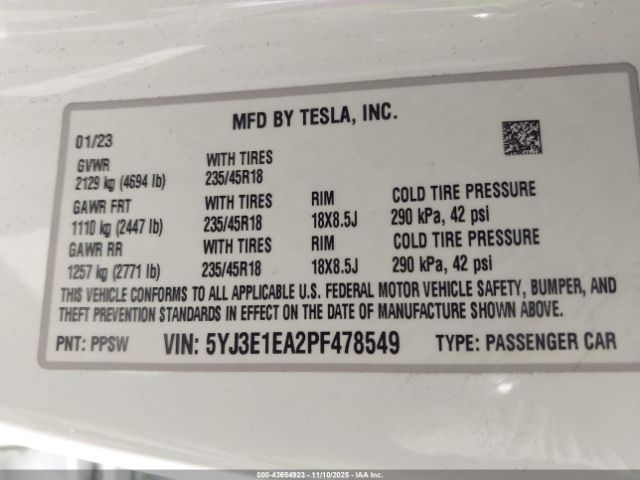 MFD BY TESLA, INC.
01/23
GVWR WITH TIRES
2129 kg (4694 lb) 235/45R18
GAWR FRT WITH TIRES RIM COLD TIRE PRESSURE
1110 kg (2447 lb) 235/45R18 18X8.5J 290 kPa, 42 psi
GAWR RR WITH TIRES RIM COLD TIRE PRESSURE
1257 kg (2771 lb) 235/45R18 18X8.5J 290 kPa, 42 psi
THIS VEHICLE CONFORMS TO ALL APPLICABLE U.S. FEDERAL MOTOR VEHICLE SAFETY, BUMPER, AND
THEFT PREVENTION STANDARDS IN EFFECT ON THE DATE OF MANUFACTURE SHOWN ABOVE.
PNT: PPSW VIN: 5YJ3E1EA2PF478549 TYPE: PASSENGER CAR
000-43654923 - 11/10/2025 - IAA Inc.